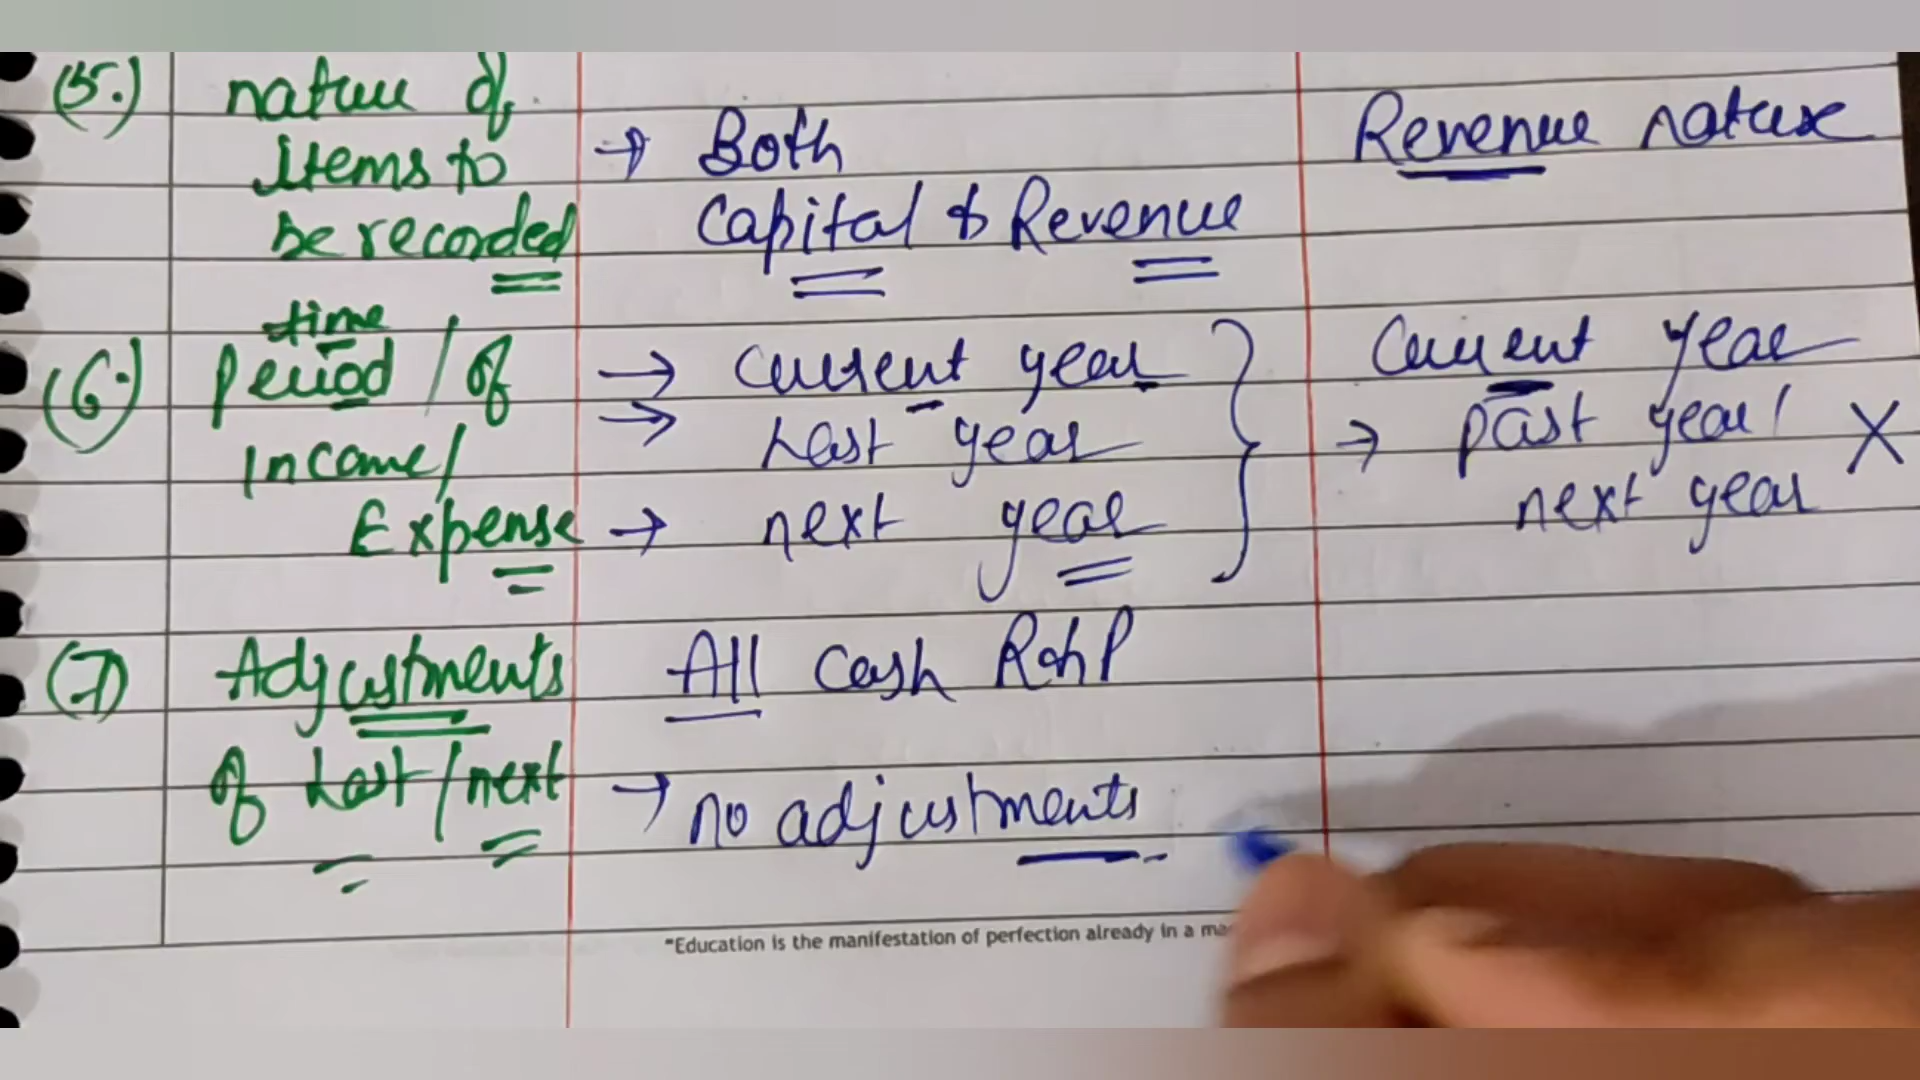 (5.) nature of
items to
be recorded
→ Both
Capital & Revenue
Revenue nature
(6.) time
Period / of
Income/
Expense
→ Current year
→ Last year
→ next year
Current year
→ past year/ X
next year
(7) Adjustments
of Last/next
All Cash R & P
→ no adjustments
"Education is the manifestation of perfection already in a